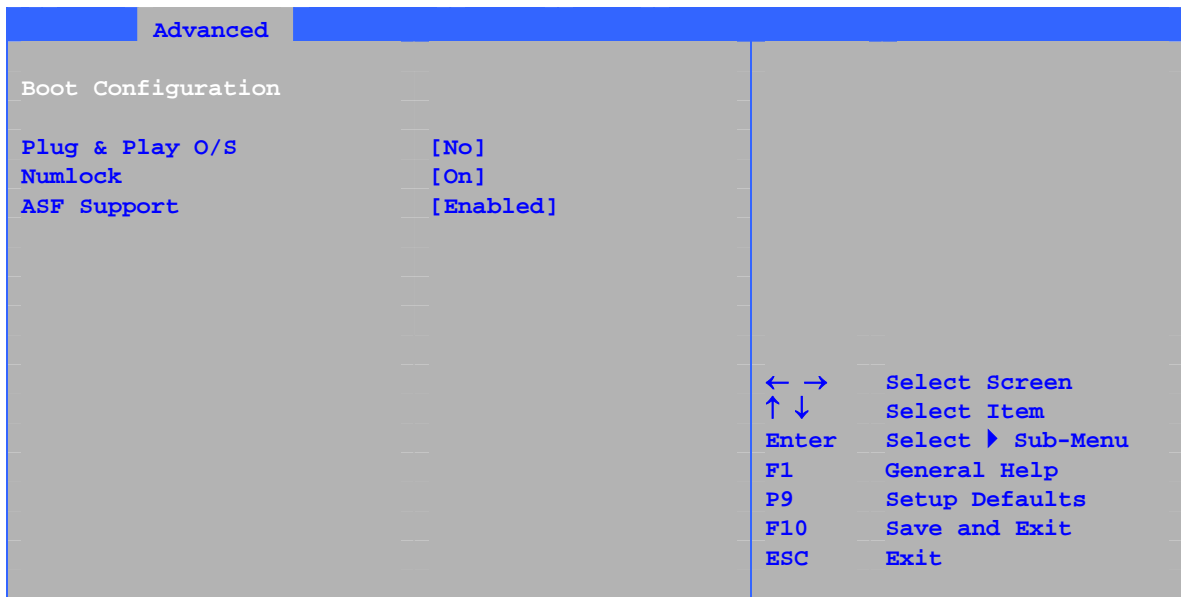 Advanced
Boot Configuration
Plug & Play O/S [No]
Numlock [On]
ASF Support [Enabled]
← → Select Screen
↑ ↓ Select Item
Enter Select ▶ Sub-Menu
F1 General Help
P9 Setup Defaults
F10 Save and Exit
ESC Exit